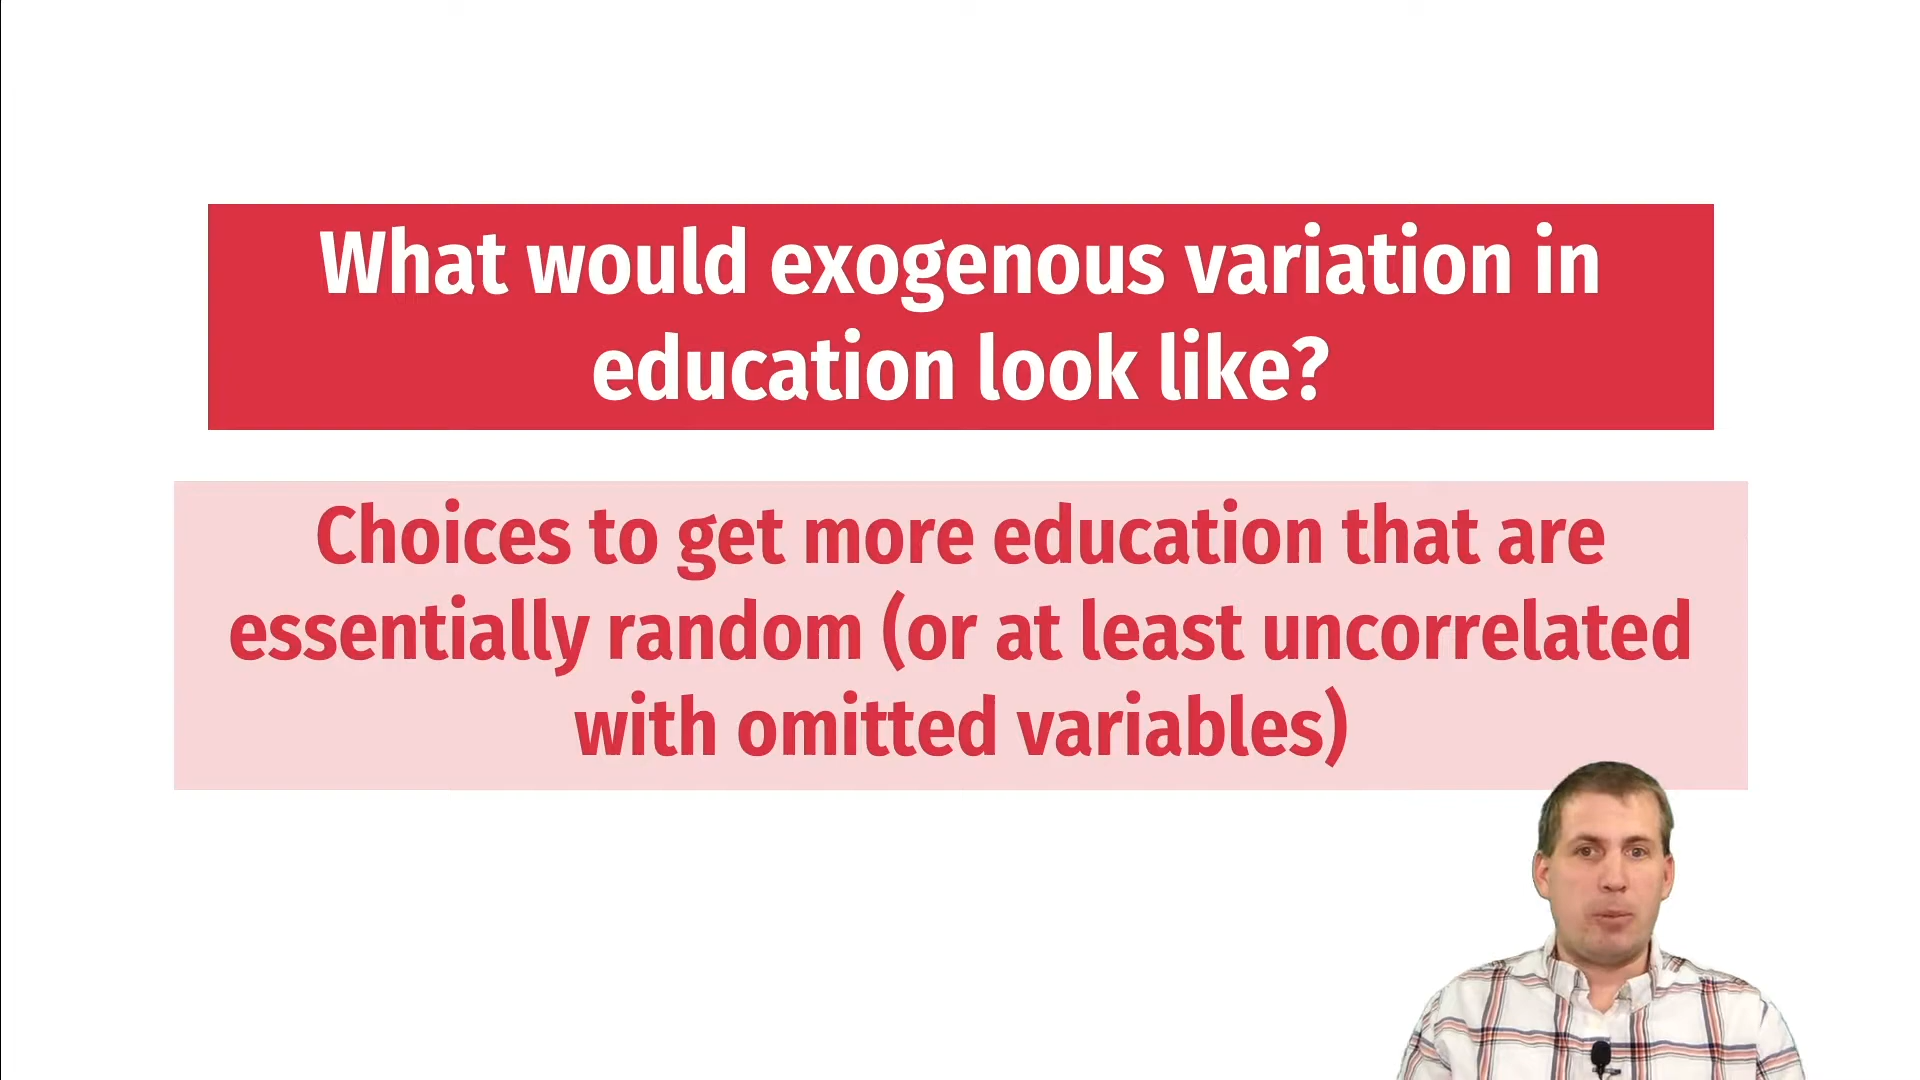 What would exogenous variation in
education look like?
Choices to get more education that are
essentially random (or at least uncorrelated
with omitted variables)